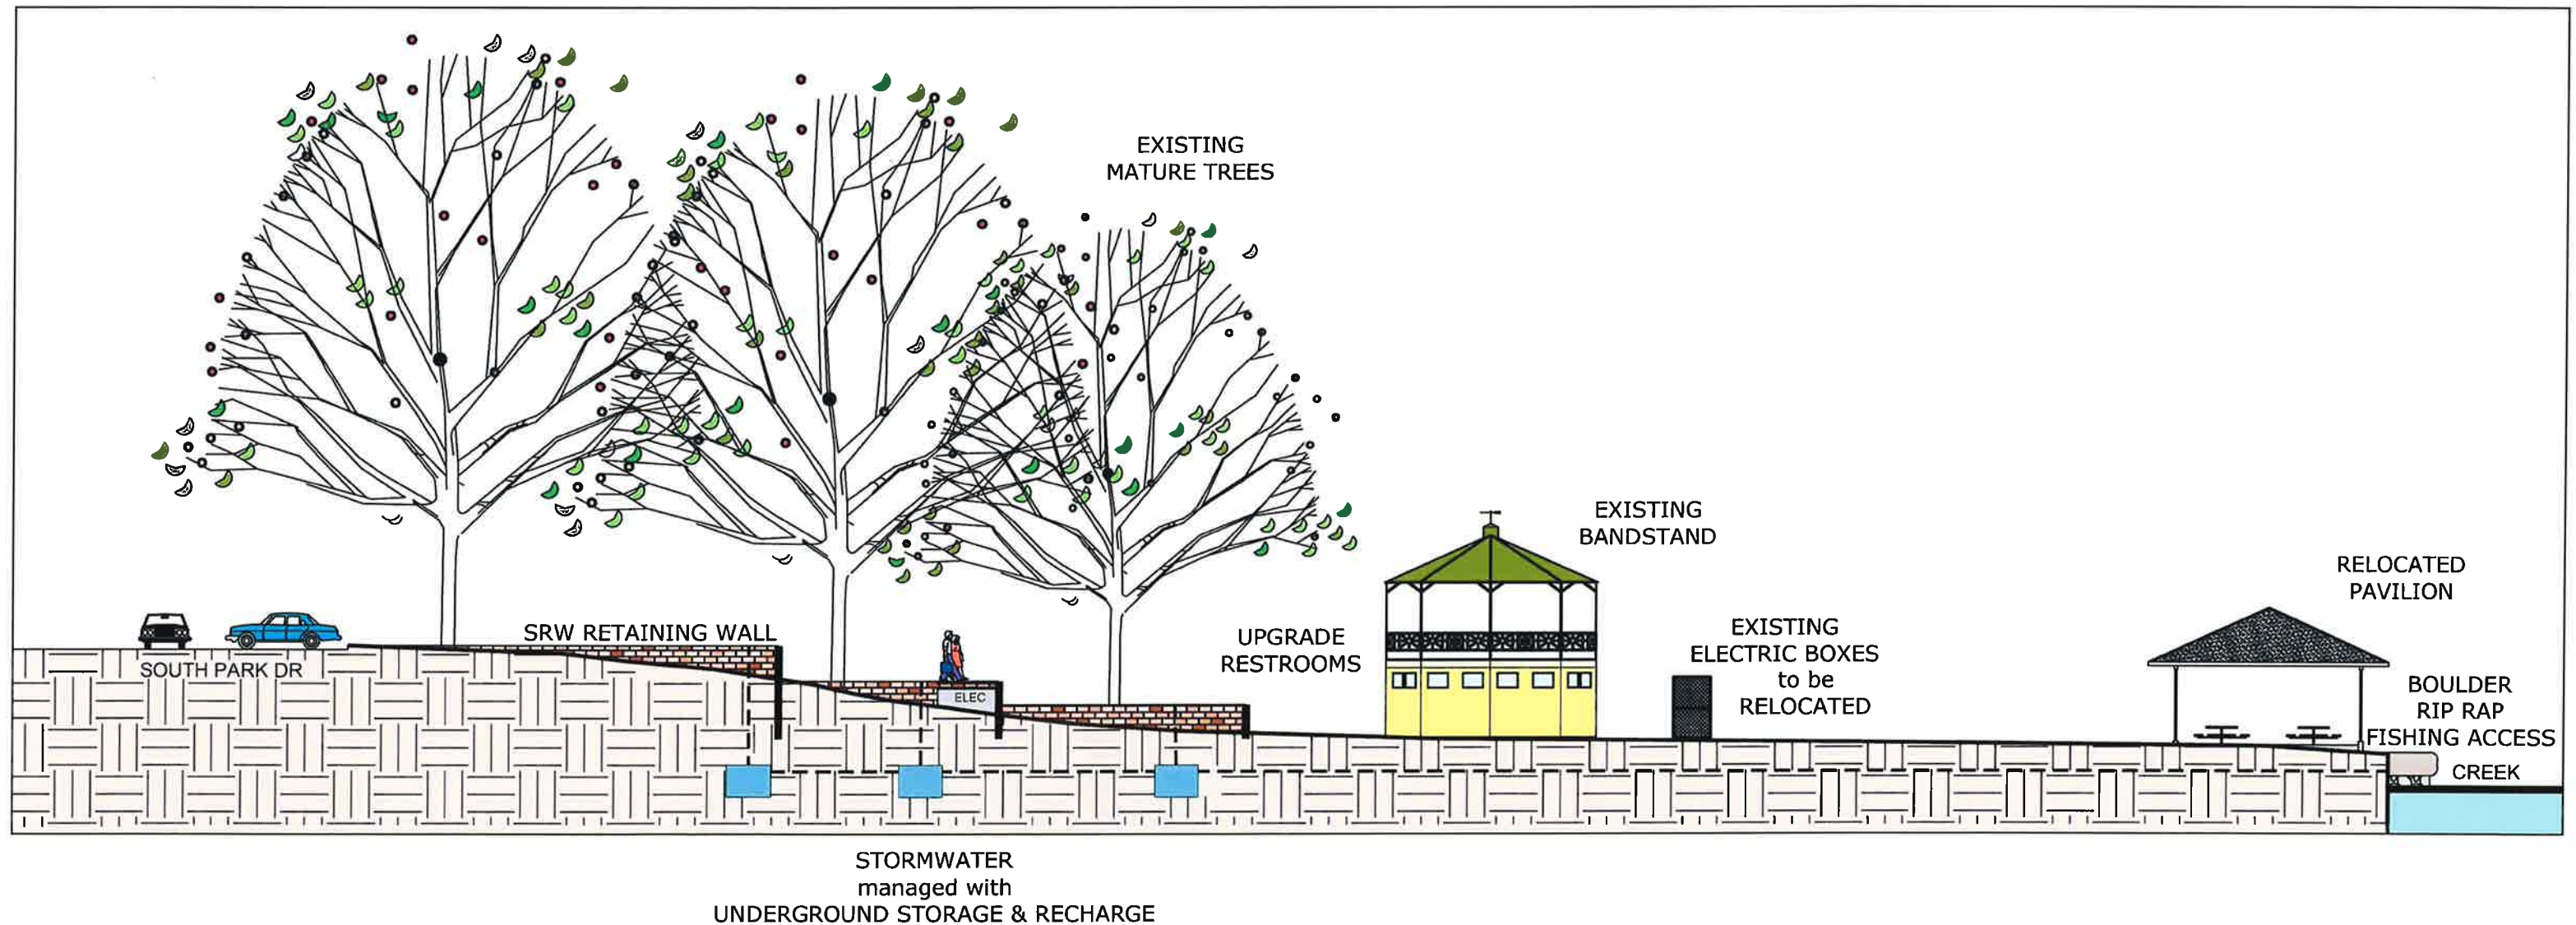 EXISTING
MATURE TREES
EXISTING
BANDSTAND
RELOCATED
PAVILION
SRW RETAINING WALL
UPGRADE
RESTROOMS
EXISTING
ELECTRIC BOXES
to be
RELOCATED
SOUTH PARK DR
ELEC
BOULDER
RIP RAP
FISHING ACCESS
CREEK
STORMWATER
managed with
UNDERGROUND STORAGE & RECHARGE